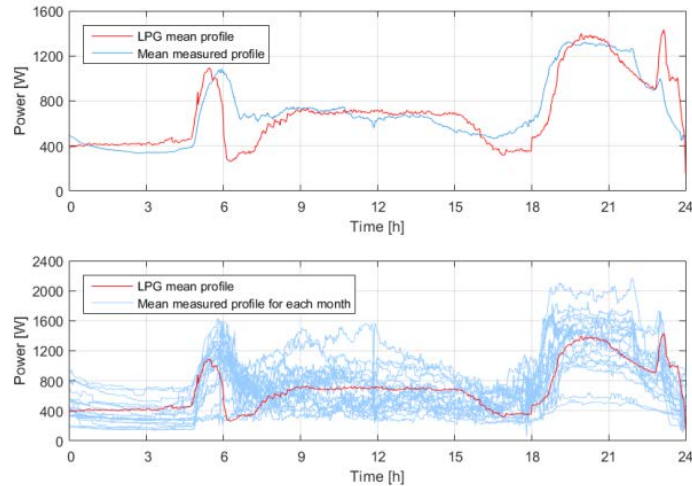 1600
1200
800
400
0
Power [W]
LPG mean profile
Mean measured profile
0 3 6 9 12 15 18 21 24
Time [h]
2400
2000
1600
1200
800
400
0
Power [W]
LPG mean profile
Mean measured profile for each month
0 3 6 9 12 15 18 21 24
Time [h]